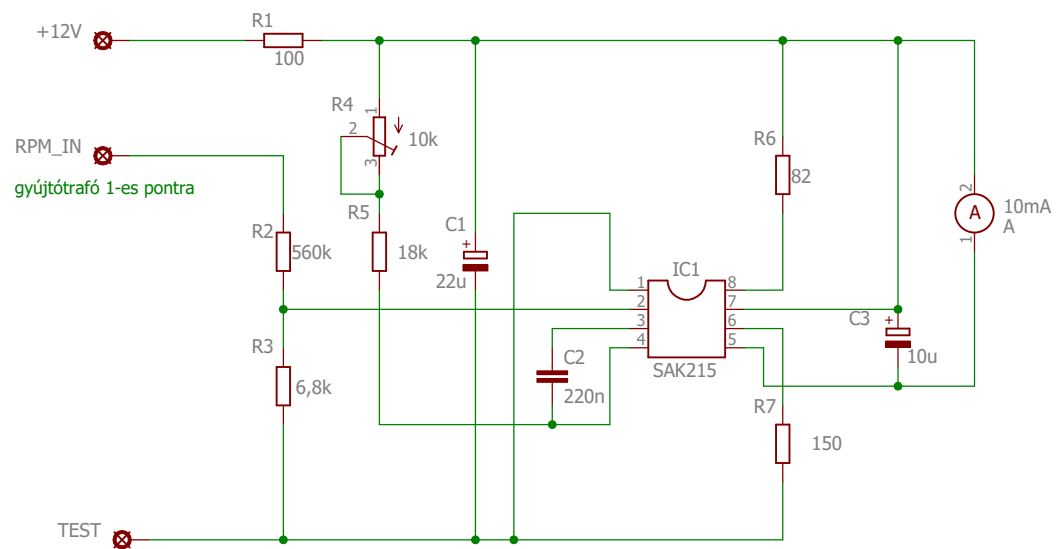 +12V
R1
100
RPM_IN
gyújtótrafó 1-es pontra
R4
1
2
3
10k
R5
18k
R2
560k
R3
6,8k
C1
+
22u
C2
220n
IC1
1
2
3
4
8
7
6
5
SAK215
R6
82
R7
150
C3
+
10u
2
A
1
10mA
A
TEST